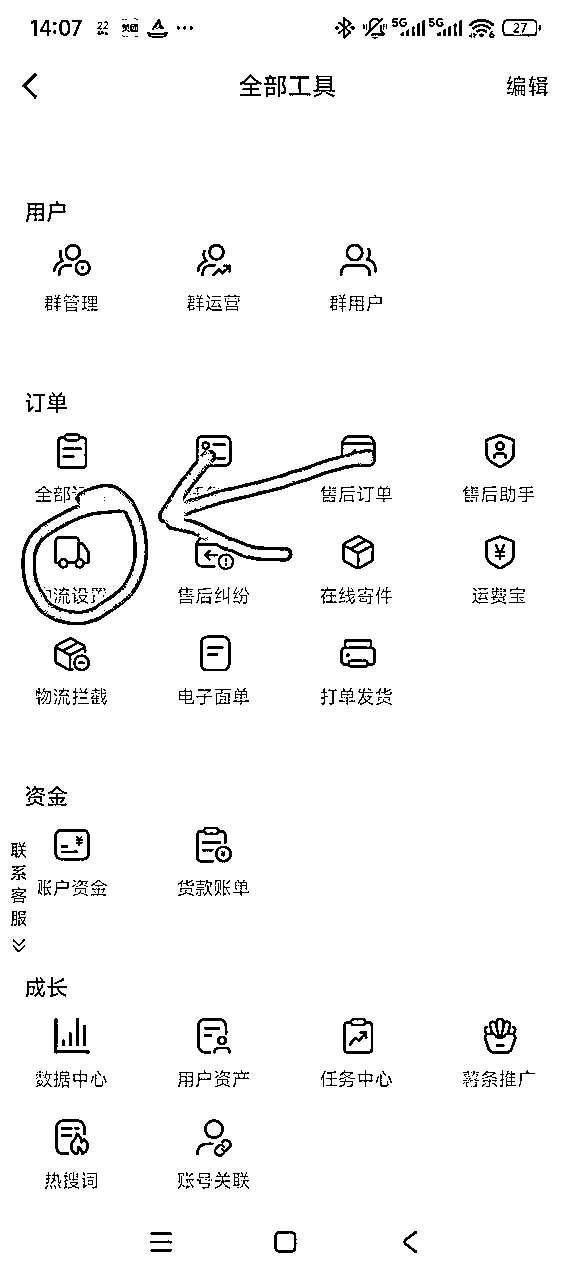 14:07 22 美团 5G 5G 27
全部工具 编辑
用户
群管理 群运营 群用户
订单
全部 售后订单 售后助手
物流设置 售后纠纷 在线寄件 运费宝
物流拦截 电子面单 打单发货
资金
联系客服
账户资金 货款账单
成长
数据中心 用户资产 任务中心 薯条推广
热搜词 账号关联